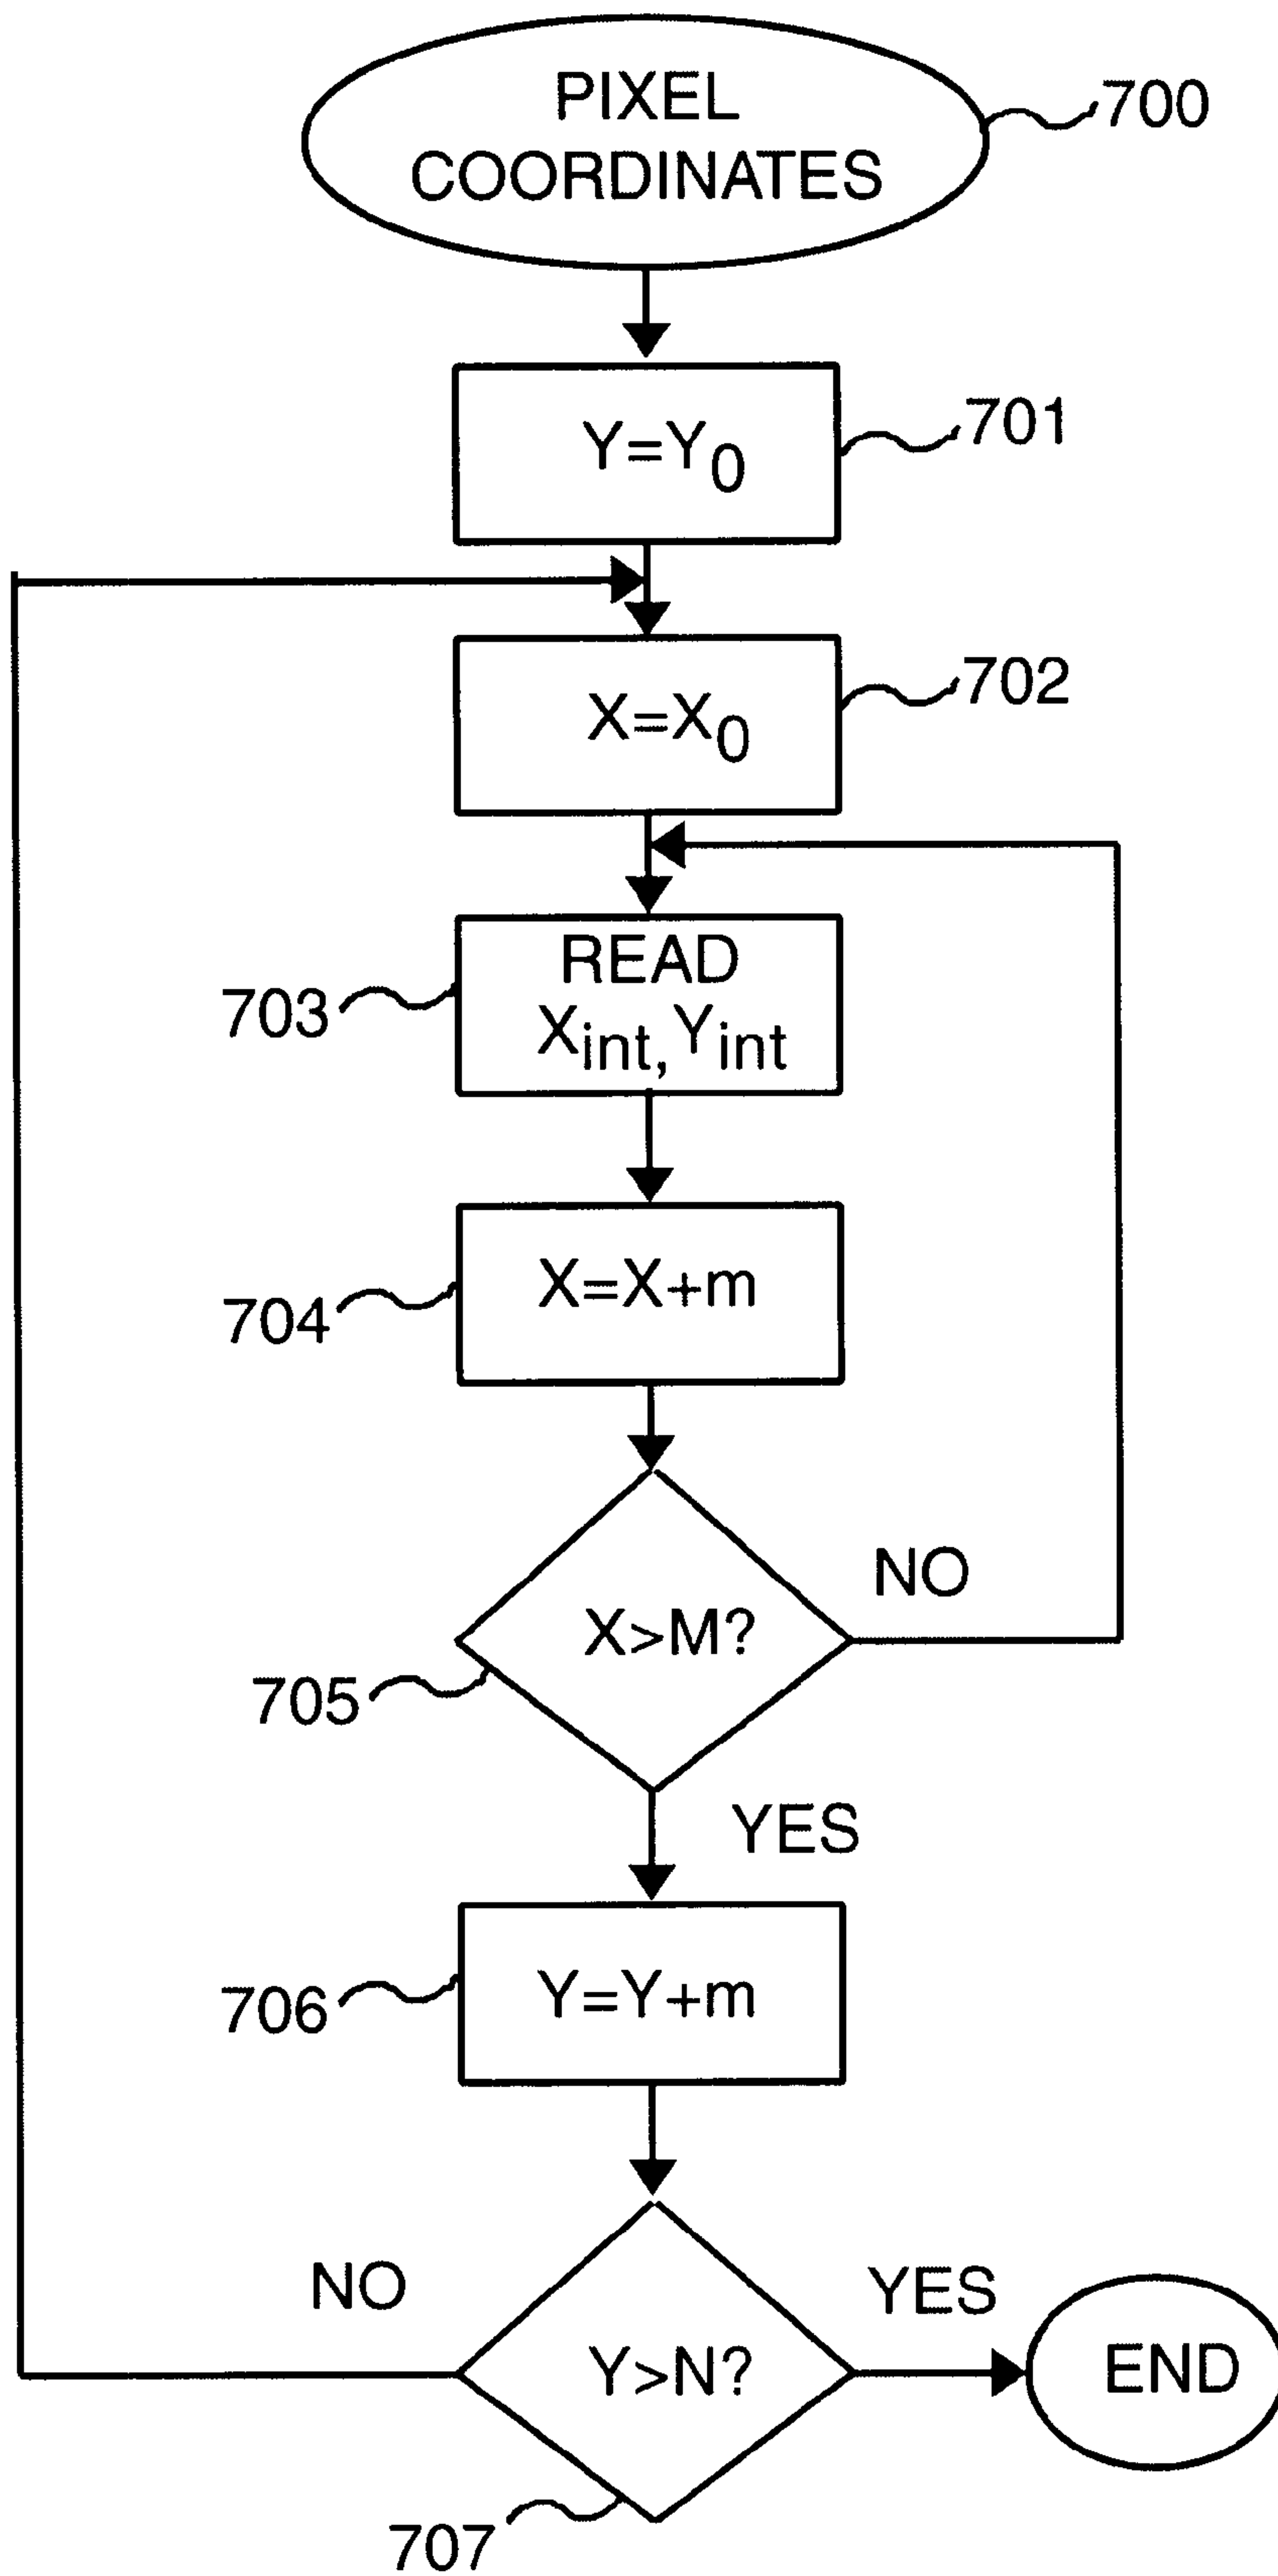 PIXEL
COORDINATES
700
Y=Y0
701
X=X0
702
READ
Xint, Yint
703
X=X+m
704
X>M?
NO
705
YES
Y=Y+m
706
NO
YES
Y>N?
END
707